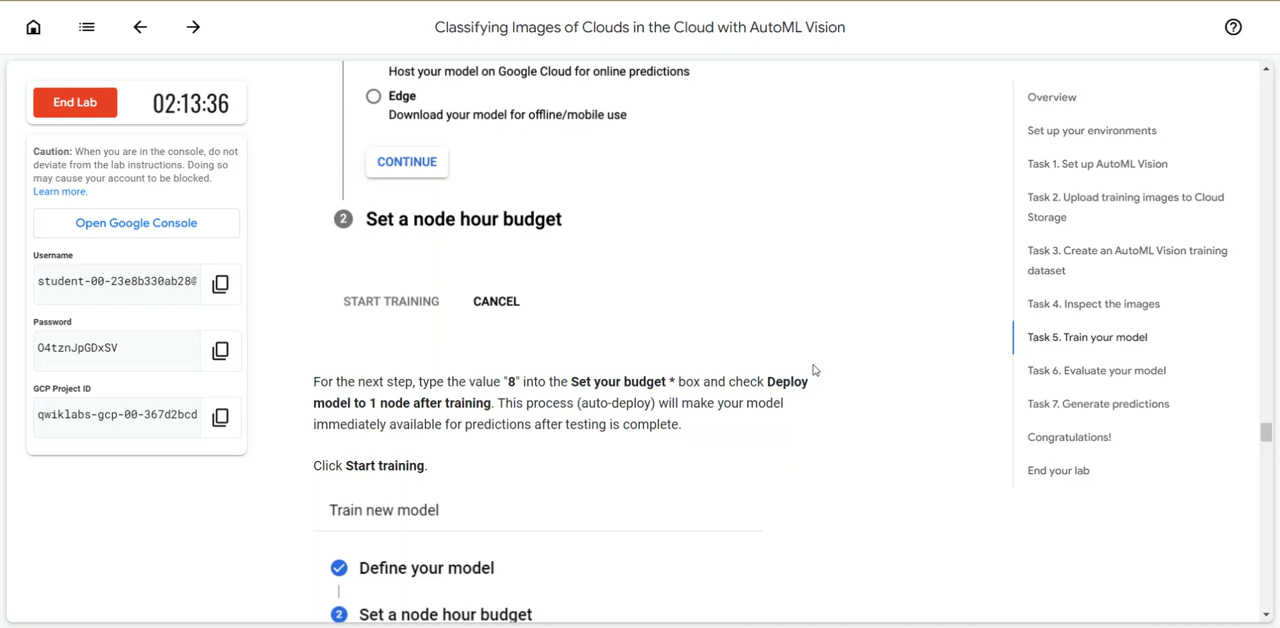 Classifying Images of Clouds in the Cloud with AutoML Vision
End Lab
02:13:36
Caution: When you are in the console, do not
deviate from the lab instructions. Doing so
may cause your account to be blocked.
Learn more.
Open Google Console
Username
student-00-23e8b330ab28@
Password
O4tznJpGDxSV
GCP Project ID
qwiklabs-gcp-00-367d2bcd
Host your model on Google Cloud for online predictions
Edge
Download your model for offline/mobile use
CONTINUE
2 Set a node hour budget
START TRAINING CANCEL
For the next step, type the value "8" into the Set your budget * box and check Deploy
model to 1 node after training. This process (auto-deploy) will make your model
immediately available for predictions after testing is complete.
Click Start training.
Train new model
Define your model
2 Set a node hour budget
Overview
Set up your environments
Task 1. Set up AutoML Vision
Task 2. Upload training images to Cloud
Storage
Task 3. Create an AutoML Vision training
dataset
Task 4. Inspect the images
Task 5. Train your model
Task 6. Evaluate your model
Task 7. Generate predictions
Congratulations!
End your lab